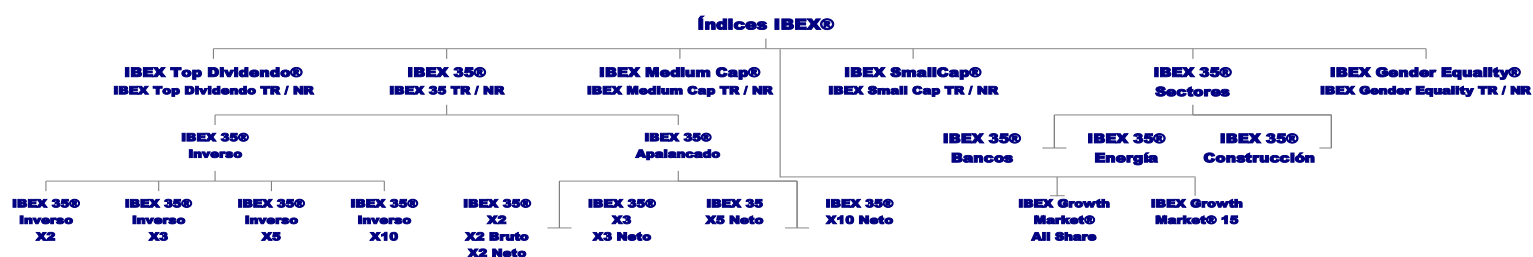 Índices IBEX®
IBEX Top Dividendo®
IBEX Top Dividendo TR / NR
IBEX 35®
IBEX 35 TR / NR
IBEX Medium Cap®
IBEX Medium Cap TR / NR
IBEX SmallCap®
IBEX Small Cap TR / NR
IBEX 35®
Sectores
IBEX Gender Equality®
IBEX Gender Equality TR / NR
IBEX 35®
Inverso
IBEX 35®
Apalancado
IBEX 35®
Bancos
IBEX 35®
Energía
IBEX 35®
Construcción
IBEX 35®
Inverso
X2
IBEX 35®
Inverso
X3
IBEX 35®
Inverso
X5
IBEX 35®
Inverso
X10
IBEX 35®
X2
X2 Bruto
X2 Neto
IBEX 35®
X3
X3 Neto
IBEX 35
X5 Neto
IBEX 35®
X10 Neto
IBEX Growth
Market®
All Share
IBEX Growth
Market® 15